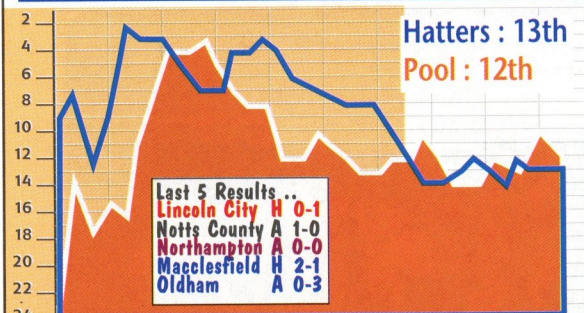 2
4
6
8
10
12
14
16
18
20
22
24
Hatters : 13th
Pool : 12th
Last 5 Results ..
Lincoln City H 0-1
Notts County A 1-0
Northampton A 0-0
Macclesfield H 2-1
Oldham A 0-3